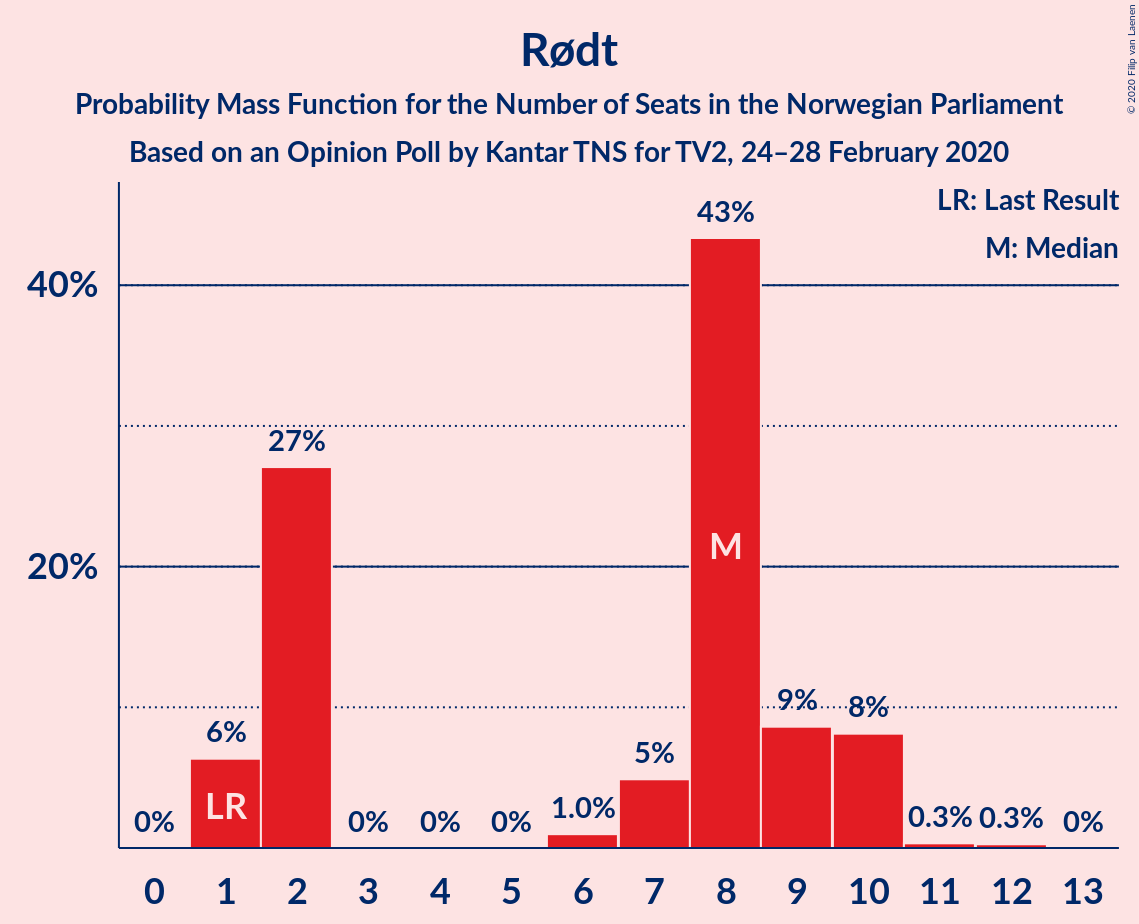 Rødt
Probability Mass Function for the Number of Seats in the Norwegian Parliament
Based on an Opinion Poll by Kantar TNS for TV2, 24–28 February 2020
© 2020 Filip van Laenen
LR: Last Result
M: Median
40%
20%
0%
6%
27%
0%
0%
0%
1.0%
5%
43%
9%
8%
0.3%
0.3%
0%
LR
M
0 1 2 3 4 5 6 7 8 9 10 11 12 13